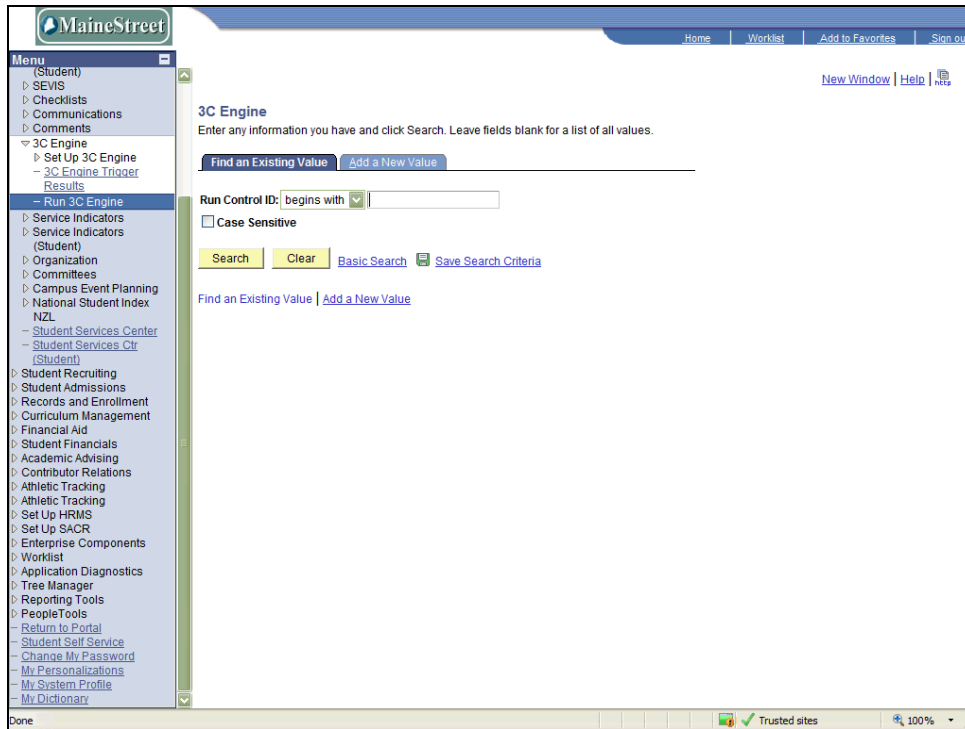 MaineStreet
Home Worklist Add to Favorites Sign ou
Menu
(Student)
SEVIS
Checklists
Communications
Comments
3C Engine
Set Up 3C Engine
3C Engine Trigger
Results
Run 3C Engine
Service Indicators
Service Indicators
(Student)
Organization
Committees
Campus Event Planning
National Student Index
NZL
Student Services Center
Student Services Ctr
(Student)
Student Recruiting
Student Admissions
Records and Enrollment
Curriculum Management
Financial Aid
Student Financials
Academic Advising
Contributor Relations
Athletic Tracking
Athletic Tracking
Set Up HRMS
Set Up SACR
Enterprise Components
Worklist
Application Diagnostics
Tree Manager
Reporting Tools
PeopleTools
Return to Portal
Student Self Service
Change My Password
My Personalizations
My System Profile
My Dictionary
New Window | Help | http
3C Engine
Enter any information you have and click Search. Leave fields blank for a list of all values.
Find an Existing Value Add a New Value
Run Control ID: begins with
Case Sensitive
Search Clear Basic Search Save Search Criteria
Find an Existing Value | Add a New Value
Done Trusted sites 100%